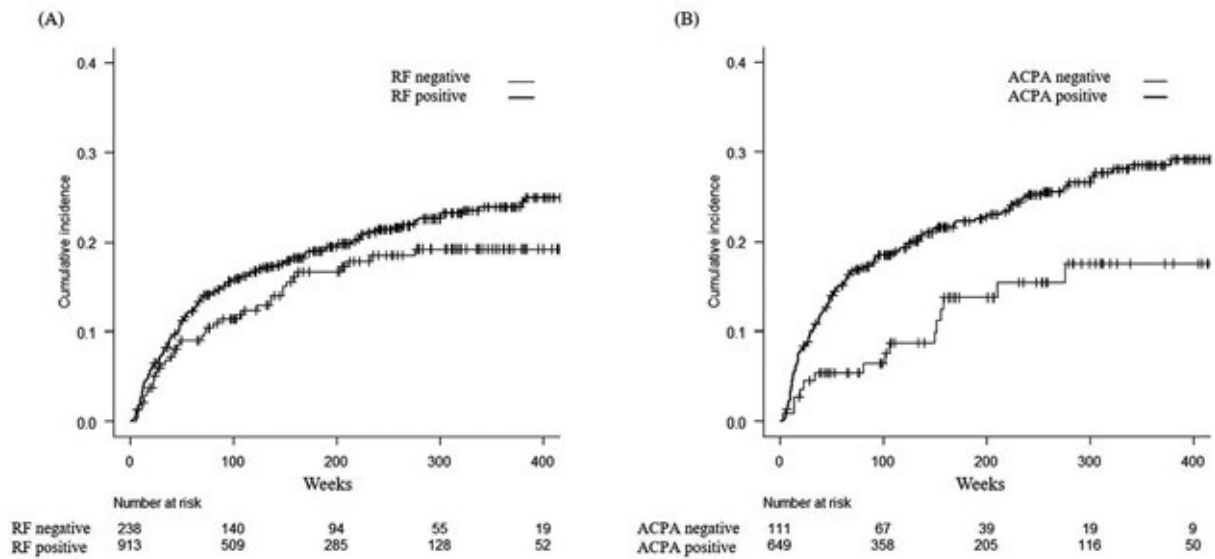 (A)
0.4
0.3
0.2
0.1
0.0
Cumulative incidence
RF negative
RF positive
0 100 200 300 400
Weeks
Number at risk
RF negative 238 140 94 55 19
RF positive 913 509 285 128 52
(B)
0.4
0.3
0.2
0.1
0.0
Cumulative incidence
ACPA negative
ACPA positive
0 100 200 300 400
Weeks
Number at risk
ACPA negative 111 67 39 19 9
ACPA positive 649 358 205 116 50